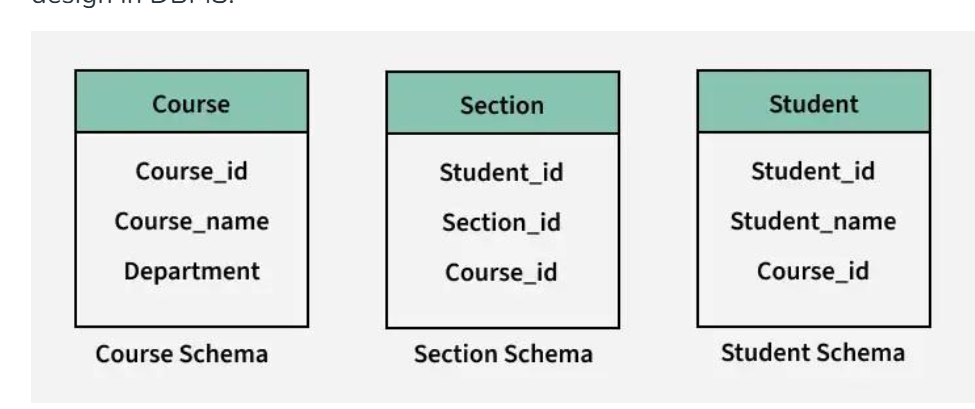 design in DBMS.
Course
Course_id
Course_name
Department
Course Schema
Section
Student_id
Section_id
Course_id
Section Schema
Student
Student_id
Student_name
Course_id
Student Schema